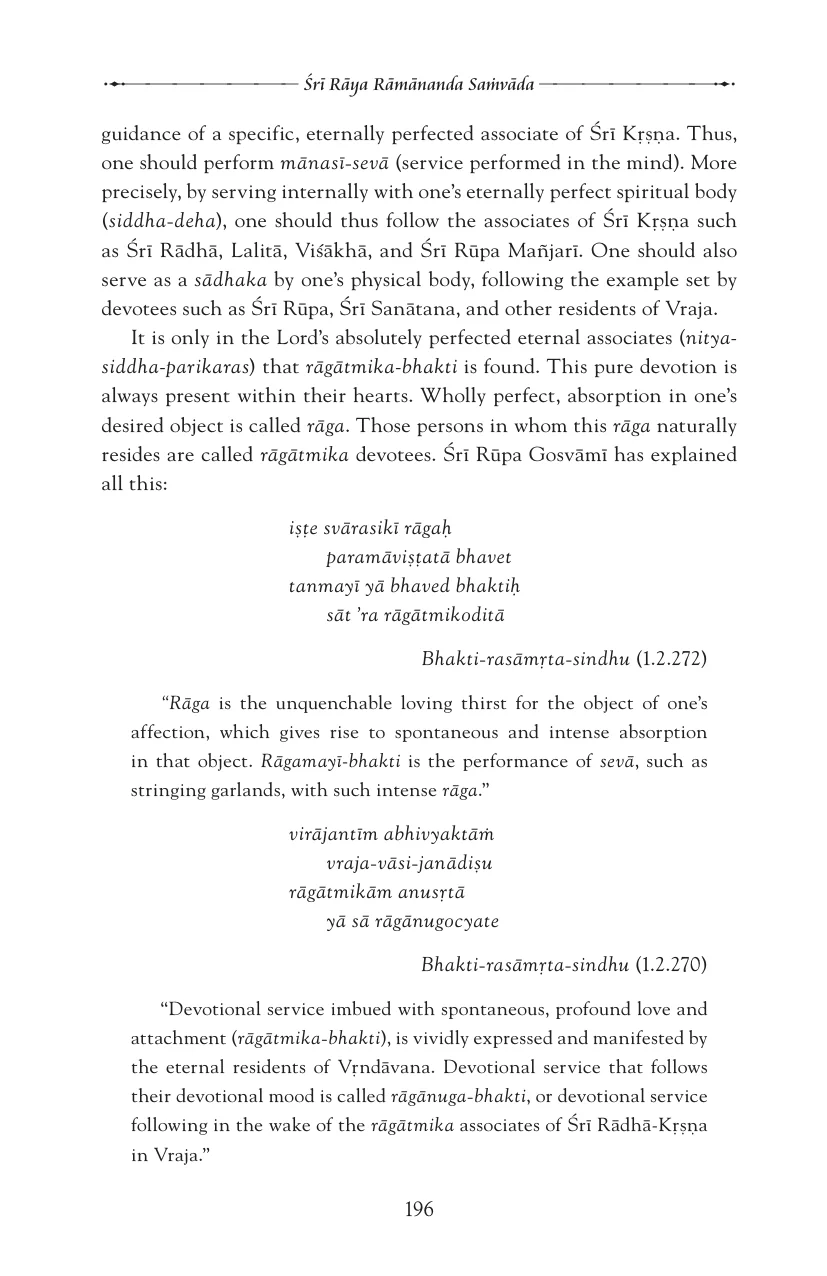 Śrī Rāya Rāmānanda Saṁvāda
guidance of a specific, eternally perfected associate of Śrī Kṛṣṇa. Thus,
one should perform mānasī-sevā (service performed in the mind). More
precisely, by serving internally with one’s eternally perfect spiritual body
(siddha-deha), one should thus follow the associates of Śrī Kṛṣṇa such
as Śrī Rādhā, Lalitā, Viśākhā, and Śrī Rūpa Mañjarī. One should also
serve as a sādhaka by one’s physical body, following the example set by
devotees such as Śrī Rūpa, Śrī Sanātana, and other residents of Vraja.
It is only in the Lord’s absolutely perfected eternal associates (nitya-
siddha-parikaras) that rāgātmika-bhakti is found. This pure devotion is
always present within their hearts. Wholly perfect, absorption in one’s
desired object is called rāga. Those persons in whom this rāga naturally
resides are called rāgātmika devotees. Śrī Rūpa Gosvāmī has explained
all this:
iṣṭe svārasikī rāgaḥ
paramāviṣṭatā bhavet
tanmayī yā bhaved bhaktiḥ
sāt ’ra rāgātmikoditā
Bhakti-rasāmṛta-sindhu (1.2.272)
“Rāga is the unquenchable loving thirst for the object of one’s
affection, which gives rise to spontaneous and intense absorption
in that object. Rāgamayī-bhakti is the performance of sevā, such as
stringing garlands, with such intense rāga.”
virājantīm abhivyaktāṁ
vraja-vāsi-janādiṣu
rāgātmikām anusṛtā
yā sā rāgānugocyate
Bhakti-rasāmṛta-sindhu (1.2.270)
“Devotional service imbued with spontaneous, profound love and
attachment (rāgātmika-bhakti), is vividly expressed and manifested by
the eternal residents of Vṛndāvana. Devotional service that follows
their devotional mood is called rāgānuga-bhakti, or devotional service
following in the wake of the rāgātmika associates of Śrī Rādhā-Kṛṣṇa
in Vraja.”
196